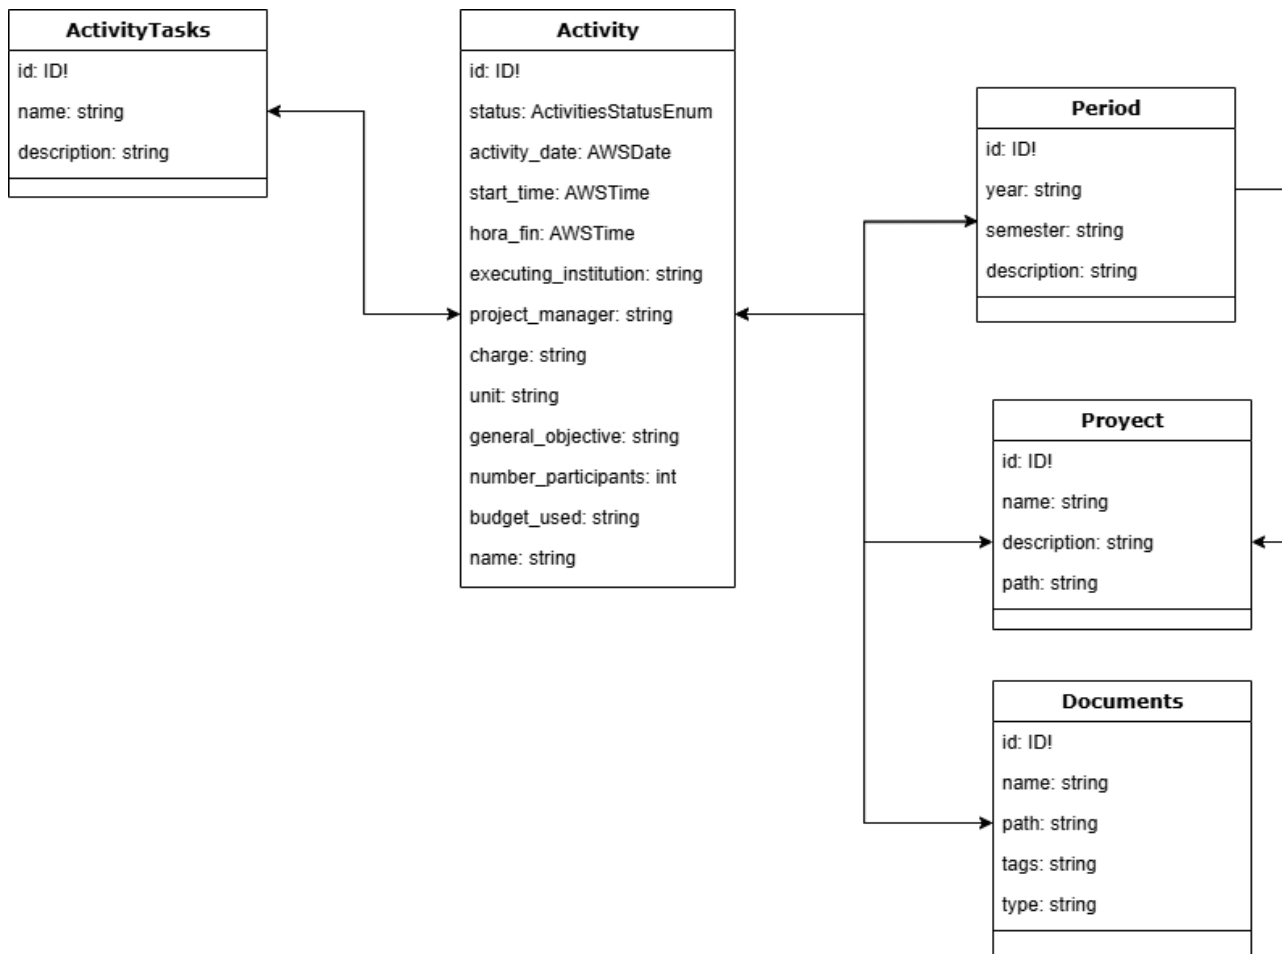 ActivityTasks
id: ID!
name: string
description: string
Activity
id: ID!
status: ActivitiesStatusEnum
activity_date: AWSDate
start_time: AWSTime
hora_fin: AWSTime
executing_institution: string
project_manager: string
charge: string
unit: string
general_objective: string
number_participants: int
budget_used: string
name: string
Period
id: ID!
year: string
semester: string
description: string
Proyect
id: ID!
name: string
description: string
path: string
Documents
id: ID!
name: string
path: string
tags: string
type: string